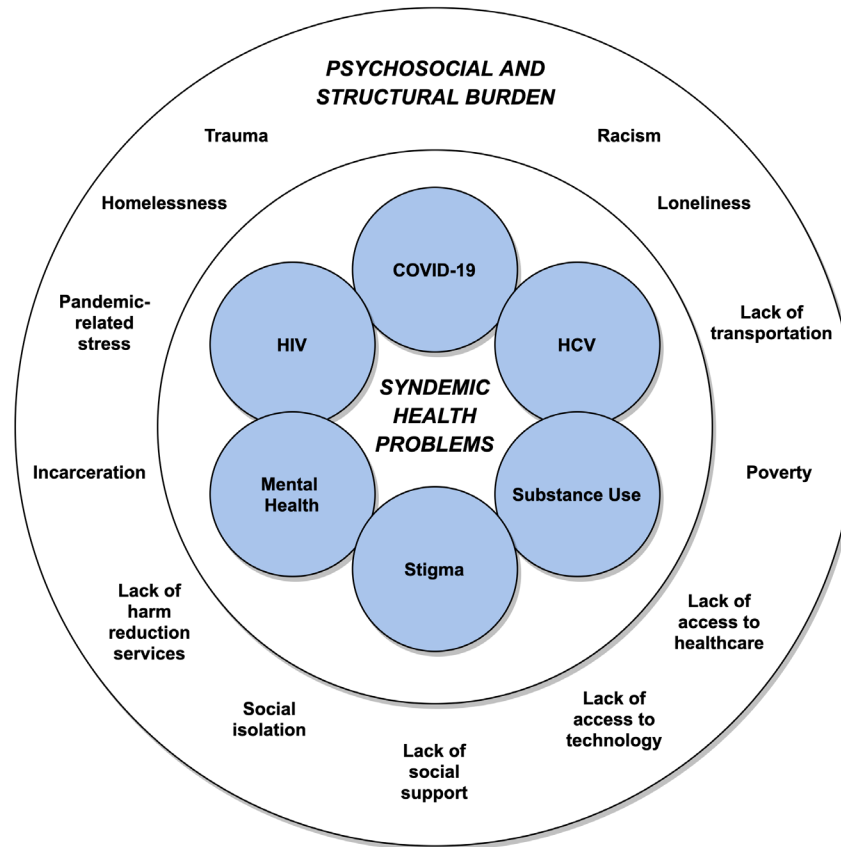 PSYCHOSOCIAL AND
STRUCTURAL BURDEN
Trauma
Racism
Homelessness
Loneliness
Pandemic-
related
stress
Lack of
transportation
Incarceration
Poverty
Lack of
harm
reduction
services
Lack of
access to
healthcare
Social
isolation
Lack of
access to
technology
Lack of
social
support
COVID-19
HIV
HCV
SYNDEMIC
HEALTH
PROBLEMS
Mental
Health
Substance Use
Stigma